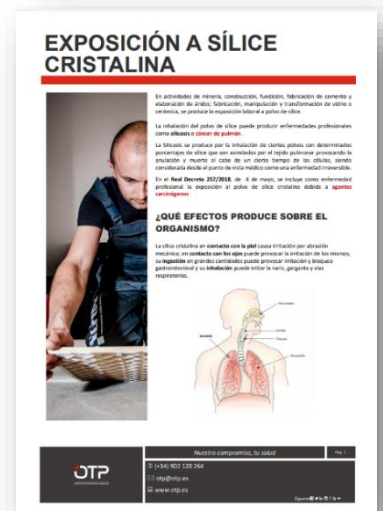 EXPOSICIÓN A SÍLICE
CRISTALINA
En actividades de minería, construcción, fundición, fabricación de cemento y
elaboración de áridos, fabricación, manipulación y transformación de vidrio o
cerámica, se produce la exposición laboral a polvo de sílice.
La inhalación del polvo de sílice puede producir enfermedades profesionales
como silicosis o cáncer de pulmón.
La Silicosis se produce por la inhalación de ciertos polvos con determinados
porcentajes de sílice que son asimilados por el tejido pulmonar provocando la
anulación y muerte al cabo de un cierto tiempo de las células, siendo
considerada desde el punto de vista médico como una enfermedad irreversible.
En el Real Decreto 257/2018, de 4 de mayo, se incluye como enfermedad
profesional la exposición al polvo de sílice cristalino debido a agentes
carcinógenos.
¿QUÉ EFECTOS PRODUCE SOBRE EL
ORGANISMO?
La sílice cristalina en contacto con la piel causa irritación por abrasión
mecánica; en contacto con los ojos puede provocar la irritación de los mismos;
su ingestión en grandes cantidades puede provocar irritación y bloqueo
gastrointestinal y su inhalación puede irritar la nariz, garganta y vías
respiratorias.
Nuestro compromiso, tu salud
Pág. 1
OTP
(+34) 902 120 264
otp@otp.es
www.otp.es